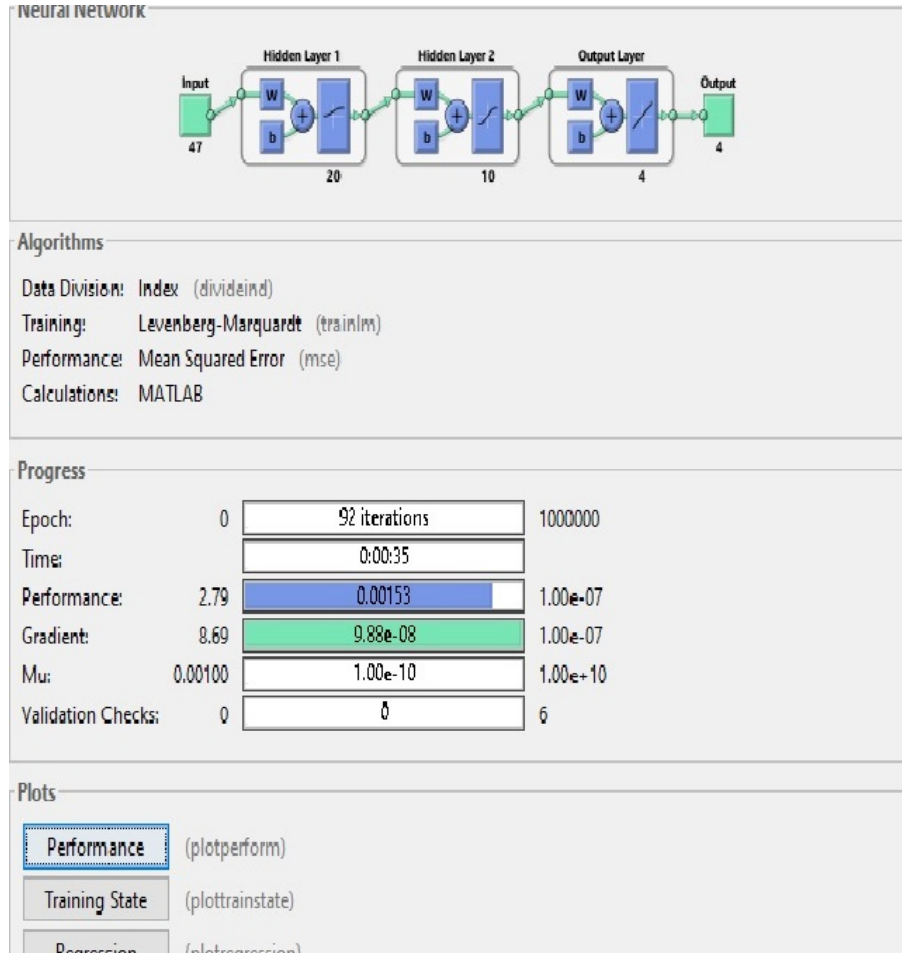 Neural Network
Hidden Layer 1 Hidden Layer 2 Output Layer
Input Output
W W W
b b b
+ + +
47 20 10 4 4
Algorithms
Data Division: Index (divideind)
Training: Levenberg-Marquardt (trainlm)
Performance: Mean Squared Error (mse)
Calculations: MATLAB
Progress
Epoch: 0 92 iterations 1000000
Time: 0:00:35
Performance: 2.79 0.00153 1.00e-07
Gradient: 8.69 9.88e-08 1.00e-07
Mu: 0.00100 1.00e-10 1.00e+10
Validation Checks: 0 0 6
Plots
Performance (plotperform)
Training State (plottrainstate)
Regression (plotregression)